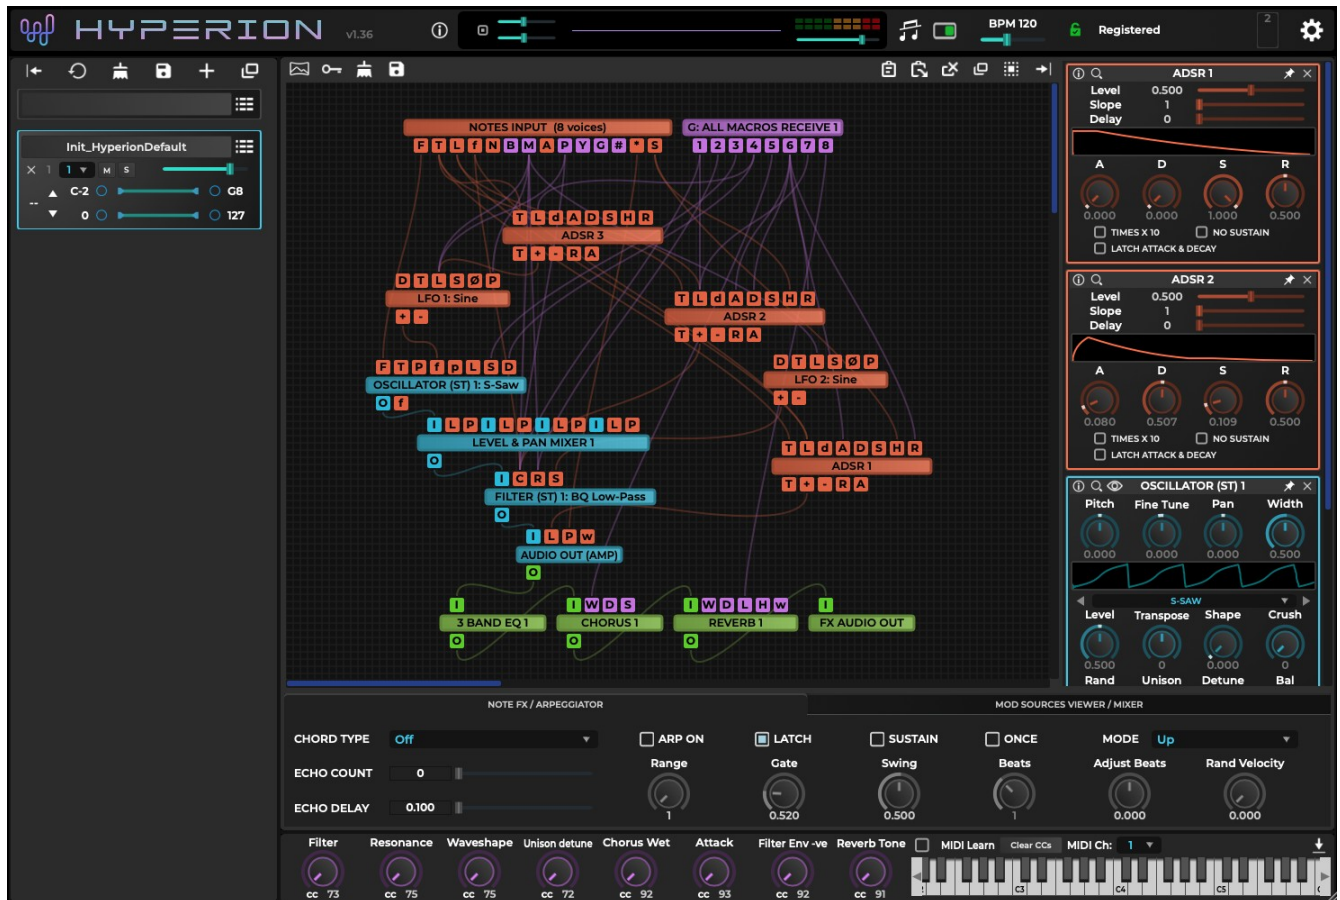 HYPERION v1.36
BPM 120
Registered
2
Init_HyperionDefault
1 1 M S
C-2 G8
-- 0 127
NOTES INPUT (8 voices)
F T L f N B M A P Y G # * S
G: ALL MACROS RECEIVE 1
1 2 3 4 5 6 7 8
T L d A D S H R
ADSR 3
T + - R A
D T L S Ø P
LFO 1: Sine
+ -
T L d A D S H R
ADSR 2
T + - R A
F T P f p L S D
OSCILLATOR (ST) 1: S-Saw
O f
D T L S Ø P
LFO 2: Sine
+ -
I L P I L P I L P I L P
LEVEL & PAN MIXER 1
O
T L d A D S H R
ADSR 1
T + - R A
I C R S
FILTER (ST) 1: BQ Low-Pass
O
I L P w
AUDIO OUT (AMP)
O
I
3 BAND EQ 1
O
I W D S
CHORUS 1
O
I W D L H w
REVERB 1
O
I
FX AUDIO OUT
ADSR 1
Level 0.500
Slope 1
Delay 0
A D S R
0.000 0.000 1.000 0.500
TIMES X 10 NO SUSTAIN
LATCH ATTACK & DECAY
ADSR 2
Level 0.500
Slope 1
Delay 0
A D S R
0.080 0.507 0.109 0.500
TIMES X 10 NO SUSTAIN
LATCH ATTACK & DECAY
OSCILLATOR (ST) 1
Pitch Fine Tune Pan Width
0.000 0.000 0.000 0.500
S-SAW
Level Transpose Shape Crush
0.500 0 0.000 0
Rand Unison Detune Bal
NOTE FX / ARPEGGIATOR
MOD SOURCES VIEWER / MIXER
CHORD TYPE Off ARP ON LATCH SUSTAIN ONCE MODE Up
ECHO COUNT 0
ECHO DELAY 0.100
Range Gate Swing Beats Adjust Beats Rand Velocity
1 0.520 0.500 1 0.000 0.000
Filter Resonance Waveshape Unison detune Chorus Wet Attack Filter Env -ve Reverb Tone
cc 73 cc 75 cc 75 cc 72 cc 92 cc 93 cc 92 cc 91
MIDI Learn Clear CCs MIDI Ch: 1
C3 C4 C5